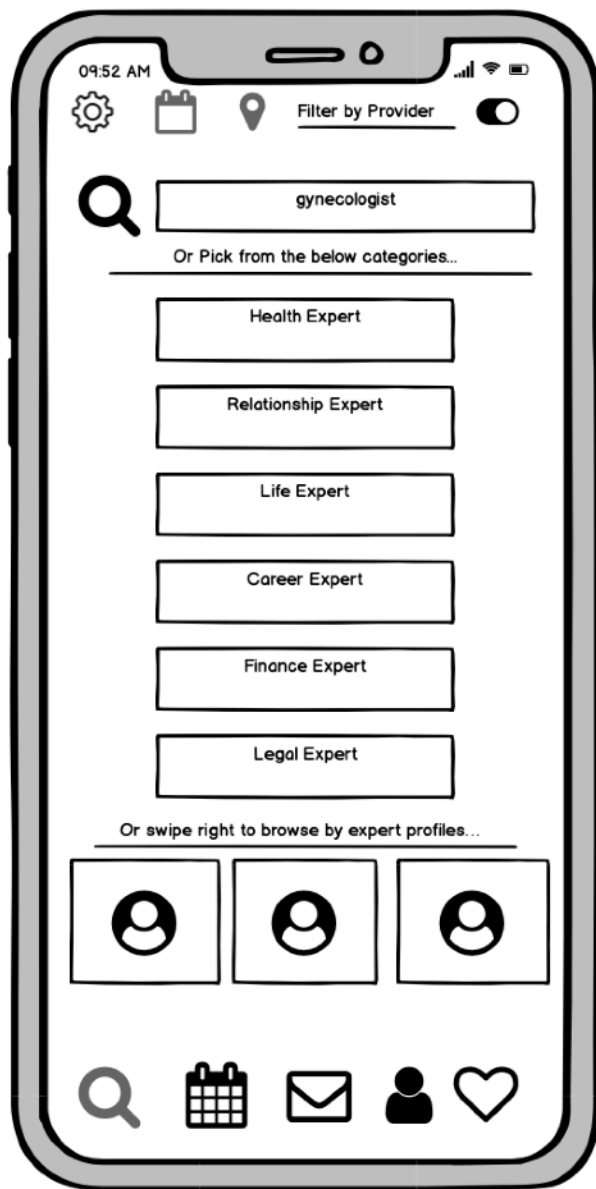 09:52 AM
Filter by Provider
gynecologist
Or Pick from the below categories...
Health Expert
Relationship Expert
Life Expert
Career Expert
Finance Expert
Legal Expert
Or swipe right to browse by expert profiles...